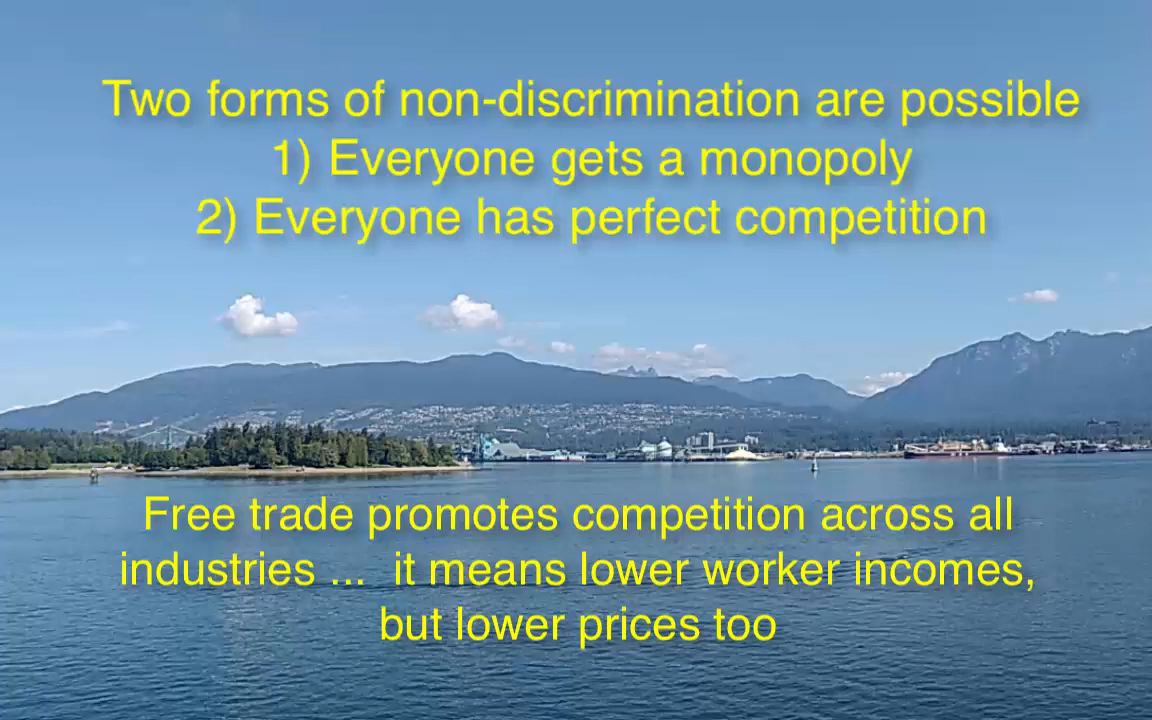 Two forms of non-discrimination are possible
1) Everyone gets a monopoly
2) Everyone has perfect competition
Free trade promotes competition across all
industries ... it means lower worker incomes,
but lower prices too